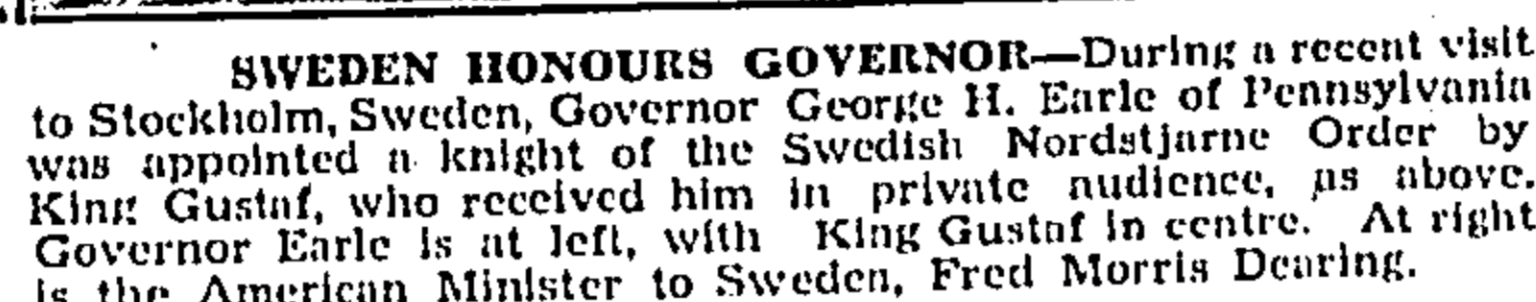 SWEDEN HONOURS GOVERNOR—During a recent visit
to Stockholm, Sweden, Governor George H. Earle of Pennsylvania
was appointed a knight of the Swedish Nordstjarne Order by
King Gustaf, who received him in private audience, as above.
Governor Earle is at left, with King Gustaf in centre. At right
is the American Minister to Sweden, Fred Morris Dearing.